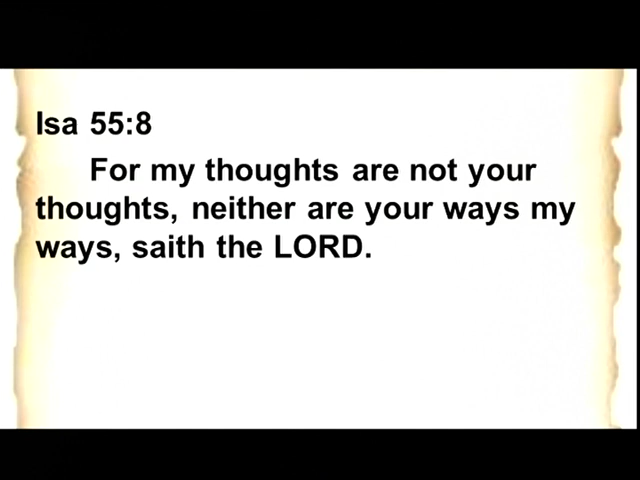 Isa 55:8
For my thoughts are not your
thoughts, neither are your ways my
ways, saith the LORD.